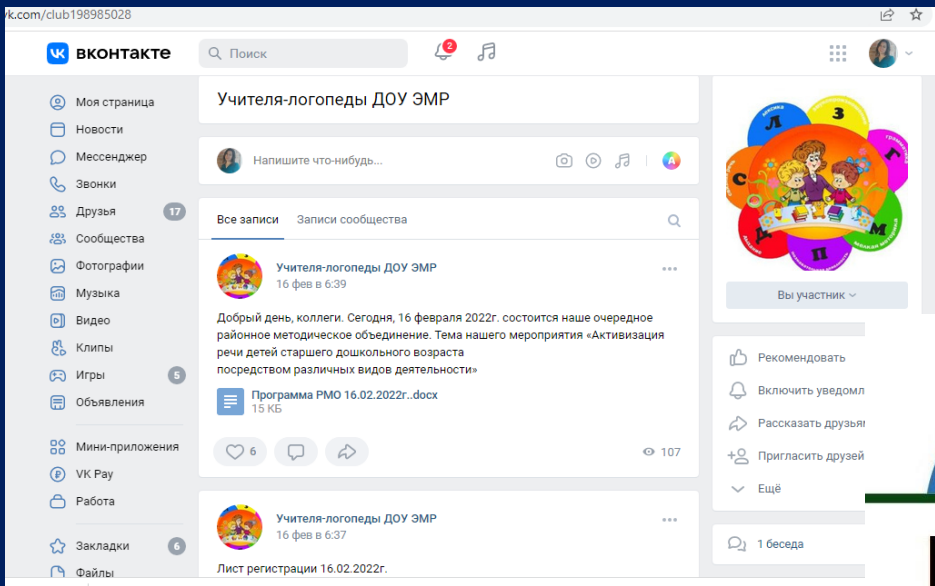 vk.com/club198985028
вконтакте
Поиск
2
Моя страница
Новости
Мессенджер
Звонки
Друзья 17
Сообщества
Фотографии
Музыка
Видео
Клипы
Игры 5
Объявления
Мини-приложения
VK Pay
Работа
Закладки 6
Файлы
Учителя-логопеды ДОУ ЭМР
Напишите что-нибудь...
Все записи Записи сообщества
Учителя-логопеды ДОУ ЭМР
16 фев в 6:39
Добрый день, коллеги. Сегодня, 16 февраля 2022г. состоится наше очередное
районное методическое объединение. Тема нашего мероприятия «Активизация
речи детей старшего дошкольного возраста
посредством различных видов деятельности»
Программа РМО 16.02.2022г..docx
15 КБ
6
107
Учителя-логопеды ДОУ ЭМР
16 фев в 6:37
Лист регистрации 16.02.2022г.
Л
З
Г
С
М
Д
П
Вы участник
Рекомендовать
Включить уведомл
Рассказать друзья
Пригласить друзей
Ещё
1 беседа